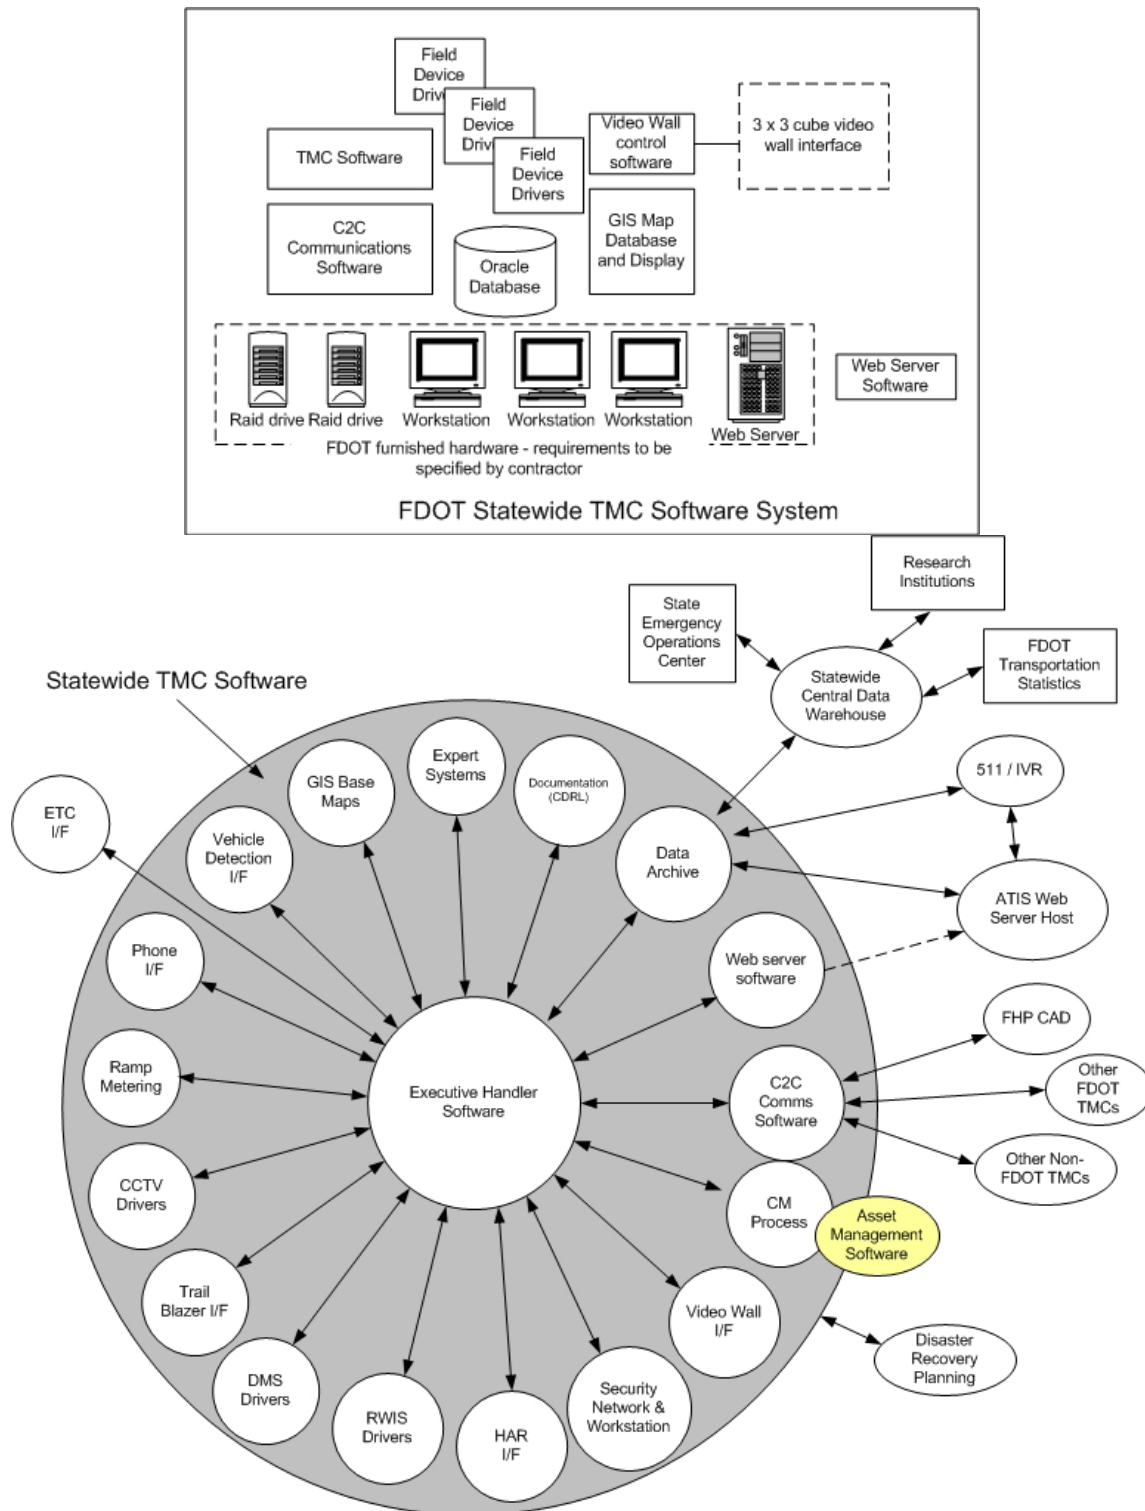 Field
Device
Drive
Field
Device
Drive
Field
Device
Drivers
TMC Software
Video Wall
control
software
3 x 3 cube video
wall interface
C2C
Communications
Software
Oracle
Database
GIS Map
Database
and Display
Raid drive
Raid drive
Workstation
Workstation
Workstation
Web Server
Web Server
Software
FDOT furnished hardware - requirements to be
specified by contractor
FDOT Statewide TMC Software System
Research
Institutions
State
Emergency
Operations
Center
Statewide
Central Data
Warehouse
FDOT
Transportation
Statistics
Statewide TMC Software
ETC
I/F
Vehicle
Detection
I/F
GIS Base
Maps
Expert
Systems
Documentation
(CDRL)
Data
Archive
511 / IVR
ATIS Web
Server Host
Phone
I/F
Web server
software
FHP CAD
Ramp
Metering
Executive Handler
Software
C2C
Comms
Software
Other
FDOT
TMCs
Other Non-
FDOT TMCs
CCTV
Drivers
CM
Process
Asset
Management
Software
Trail
Blazer I/F
Video Wall
I/F
Disaster
Recovery
Planning
DMS
Drivers
RWIS
Drivers
HAR
I/F
Security
Network &
Workstation